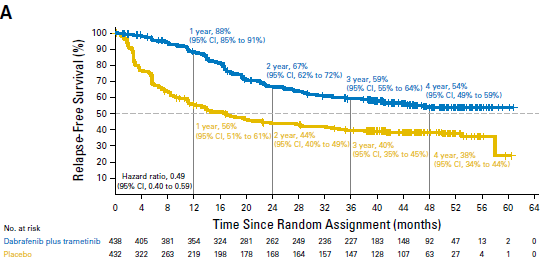 A
Relapse-Free Survival (%)
100
90
80
70
60
50
40
30
20
10
1 year, 88%
(95% CI, 85% to 91%)
2 year, 67%
(95% CI, 62% to 72%)
3 year, 59%
(95% CI, 55% to 64%)
4 year, 54%
(95% CI, 49% to 59%)
1 year, 56%
(95% CI, 51% to 61%)
2 year, 44%
(95% CI, 40% to 49%)
3 year, 40%
(95% CI, 35% to 45%)
4 year, 38%
(95% CI, 34% to 44%)
Hazard ratio, 0.49
(95% CI, 0.40 to 0.59)
0 4 8 12 16 20 24 28 32 36 40 44 48 52 56 60 64
Time Since Random Assignment (months)
No. at risk
Dabrafenib plus trametinib 438 405 381 354 324 281 262 249 236 227 183 148 92 47 13 2 0
Placebo 432 322 263 219 198 178 168 164 157 147 128 107 63 27 4 1 0